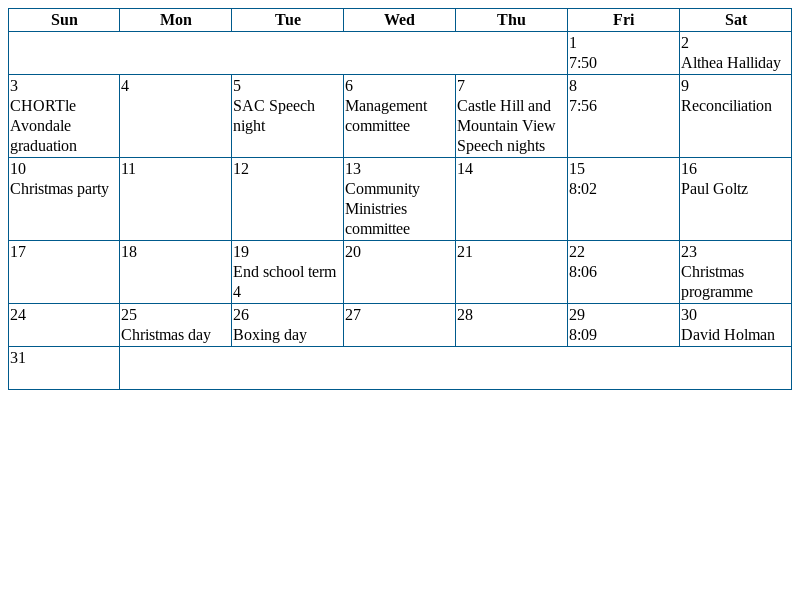 Sun Mon Tue Wed Thu Fri Sat
1
7:50
2
Althea Halliday
3
CHORTle
Avondale
graduation
4
5
SAC Speech
night
6
Management
committee
7
Castle Hill and
Mountain View
Speech nights
8
7:56
9
Reconciliation
10
Christmas party
11
12
13
Community
Ministries
committee
14
15
8:02
16
Paul Goltz
17
18
19
End school term
4
20
21
22
8:06
23
Christmas
programme
24
25
Christmas day
26
Boxing day
27
28
29
8:09
30
David Holman
31